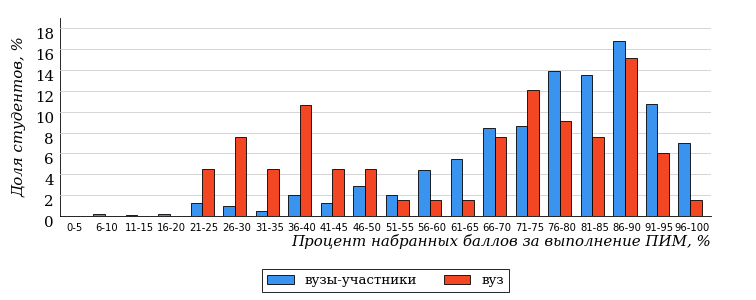 Доля студентов, %
18
16
14
12
10
8
6
4
2
0
0-5 6-10 11-15 16-20 21-25 26-30 31-35 36-40 41-45 46-50 51-55 56-60 61-65 66-70 71-75 76-80 81-85 86-90 91-95 96-100
Процент набранных баллов за выполнение ПИМ, %
вузы-участники вуз